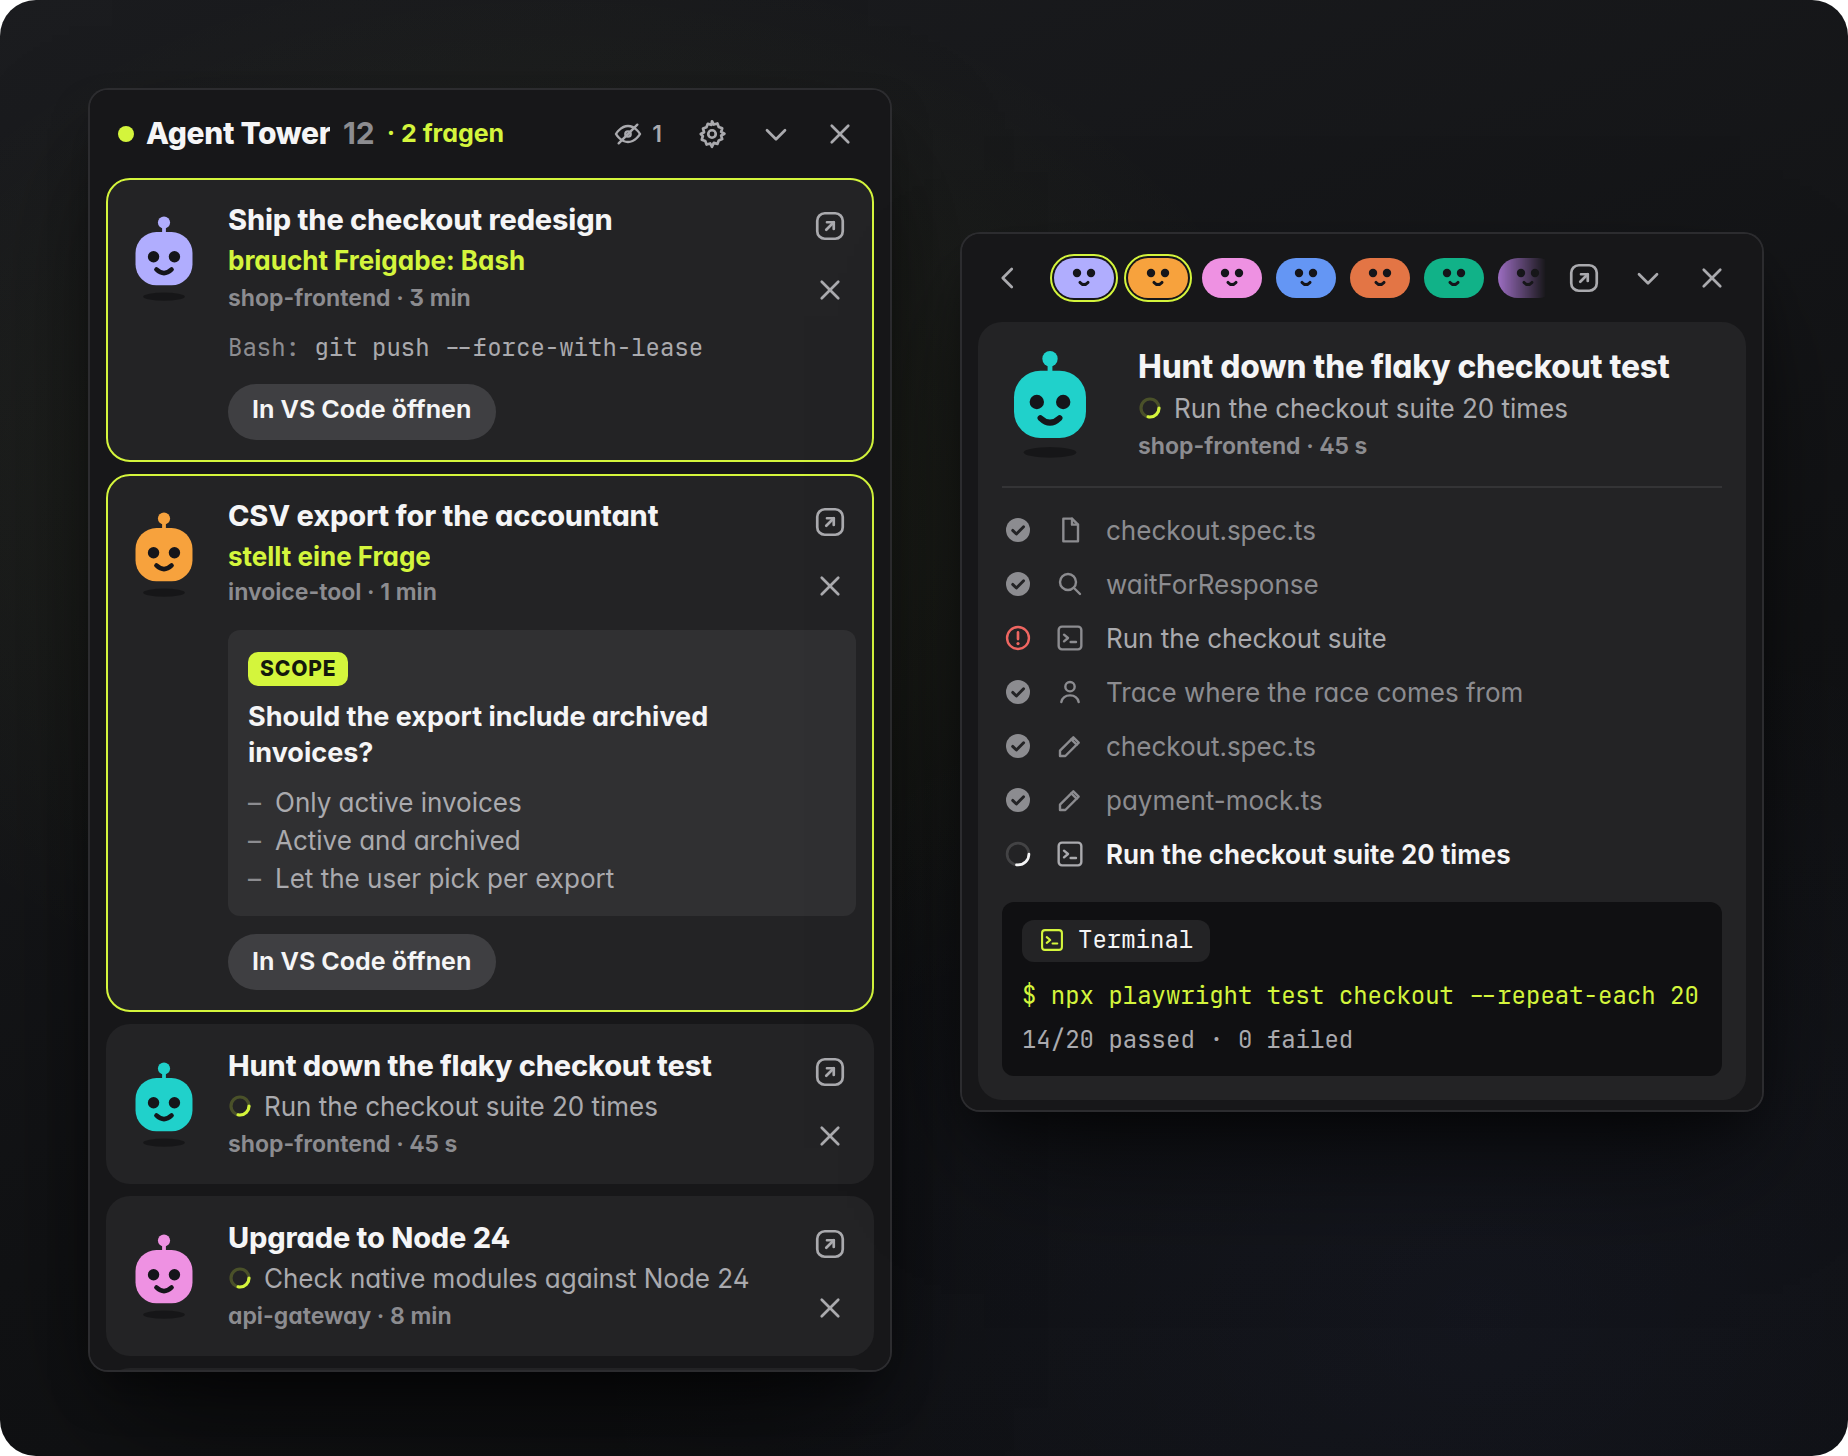 Agent Tower 12 · 2 fragen
1
Ship the checkout redesign
braucht Freigabe: Bash
shop-frontend · 3 min
Bash: git push --force-with-lease
In VS Code öffnen
CSV export for the accountant
stellt eine Frage
invoice-tool · 1 min
SCOPE
Should the export include archived
invoices?
– Only active invoices
– Active and archived
– Let the user pick per export
In VS Code öffnen
Hunt down the flaky checkout test
Run the checkout suite 20 times
shop-frontend · 45 s
Upgrade to Node 24
Check native modules against Node 24
api-gateway · 8 min
Hunt down the flaky checkout test
Run the checkout suite 20 times
shop-frontend · 45 s
checkout.spec.ts
waitForResponse
Run the checkout suite
Trace where the race comes from
checkout.spec.ts
payment-mock.ts
Run the checkout suite 20 times
Terminal
$ npx playwright test checkout --repeat-each 20
14/20 passed · 0 failed